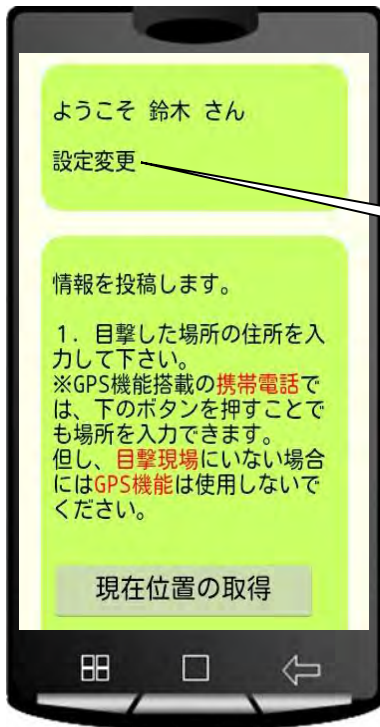 ようこそ 鈴木 さん
設定変更
情報を投稿します。
１．目撃した場所の住所を入
力して下さい。
※GPS機能搭載の携帯電話で
は、下のボタンを押すことで
も場所を入力できます。
但し、目撃現場にいない場合
にはGPS機能は使用しないで
ください。
現在位置の取得